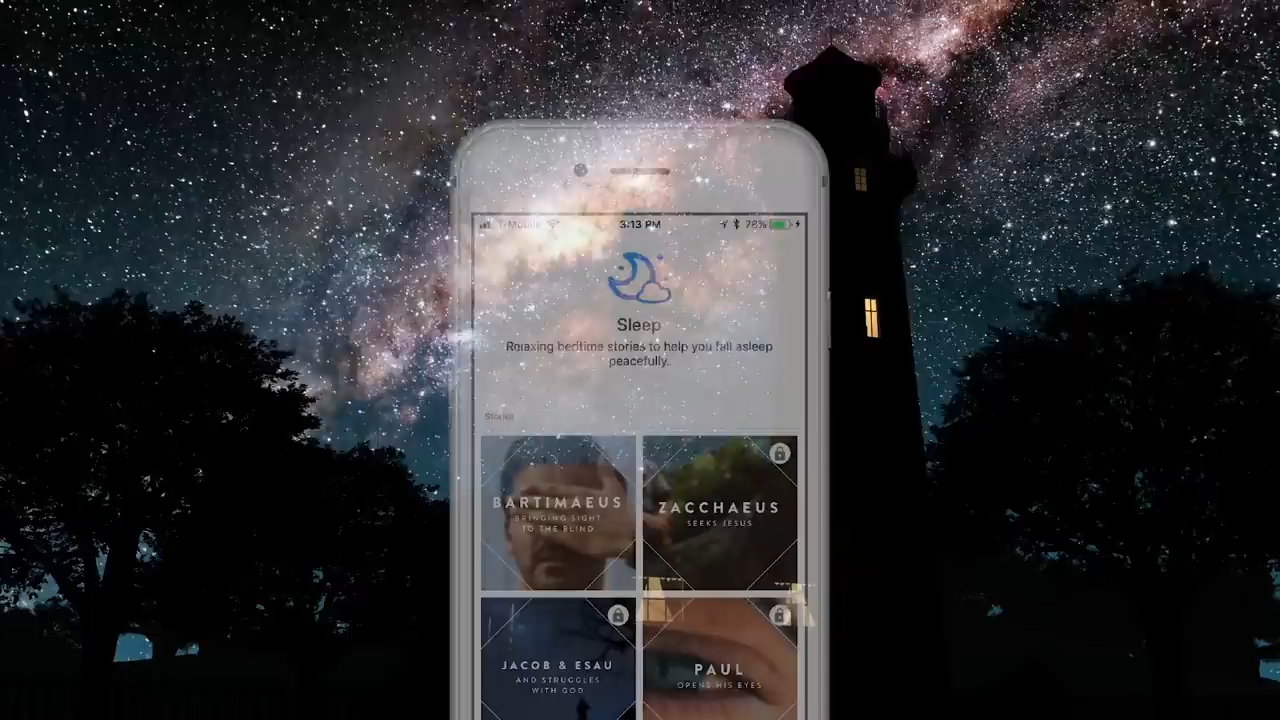 T-Mobile
3:13 PM
76%
Sleep
Relaxing bedtime stories to help you fall asleep
peacefully.
Stories
BARTIMAEUS
BRINGING SIGHT
TO THE BLIND
ZACCHAEUS
SEEKS JESUS
JACOB & ESAU
AND STRUGGLES
WITH GOD
PAUL
OPENS HIS EYES